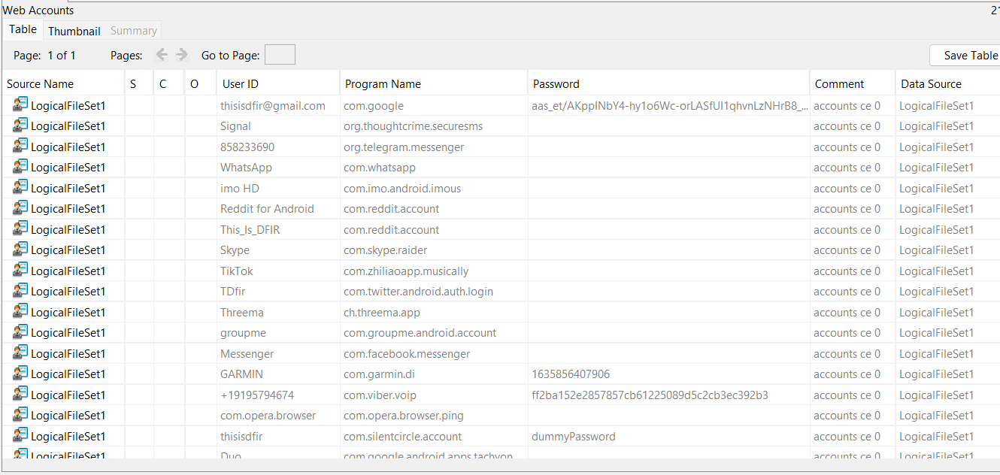 Web Accounts 21
Table Thumbnail Summary
Page: 1 of 1 Pages: Go to Page: Save Table
Source Name S C O User ID Program Name Password Comment Data Source
LogicalFileSet1 thisisdfir@gmail.com com.google aas_et/AKppINbY4-hy1o6Wc-orLASfUI1qhvnLzNHrB8_... accounts ce 0 LogicalFileSet1
LogicalFileSet1 Signal org.thoughtcrime.securesms accounts ce 0 LogicalFileSet1
LogicalFileSet1 858233690 org.telegram.messenger accounts ce 0 LogicalFileSet1
LogicalFileSet1 WhatsApp com.whatsapp accounts ce 0 LogicalFileSet1
LogicalFileSet1 imo HD com.imo.android.imous accounts ce 0 LogicalFileSet1
LogicalFileSet1 Reddit for Android com.reddit.account accounts ce 0 LogicalFileSet1
LogicalFileSet1 This_Is_DFIR com.reddit.account accounts ce 0 LogicalFileSet1
LogicalFileSet1 Skype com.skype.raider accounts ce 0 LogicalFileSet1
LogicalFileSet1 TikTok com.zhiliaoapp.musically accounts ce 0 LogicalFileSet1
LogicalFileSet1 TDfir com.twitter.android.auth.login accounts ce 0 LogicalFileSet1
LogicalFileSet1 Threema ch.threema.app accounts ce 0 LogicalFileSet1
LogicalFileSet1 groupme com.groupme.android.account accounts ce 0 LogicalFileSet1
LogicalFileSet1 Messenger com.facebook.messenger accounts ce 0 LogicalFileSet1
LogicalFileSet1 GARMIN com.garmin.di 1635856407906 accounts ce 0 LogicalFileSet1
LogicalFileSet1 +19195794674 com.viber.voip ff2ba152e2857857cb61225089d5c2cb3ec392b3 accounts ce 0 LogicalFileSet1
LogicalFileSet1 com.opera.browser com.opera.browser.ping accounts ce 0 LogicalFileSet1
LogicalFileSet1 thisisdfir com.silentcircle.account dummyPassword accounts ce 0 LogicalFileSet1
LogicalFileSet1 Duo com.google.android.apps.tachyon accounts ce 0 LogicalFileSet1